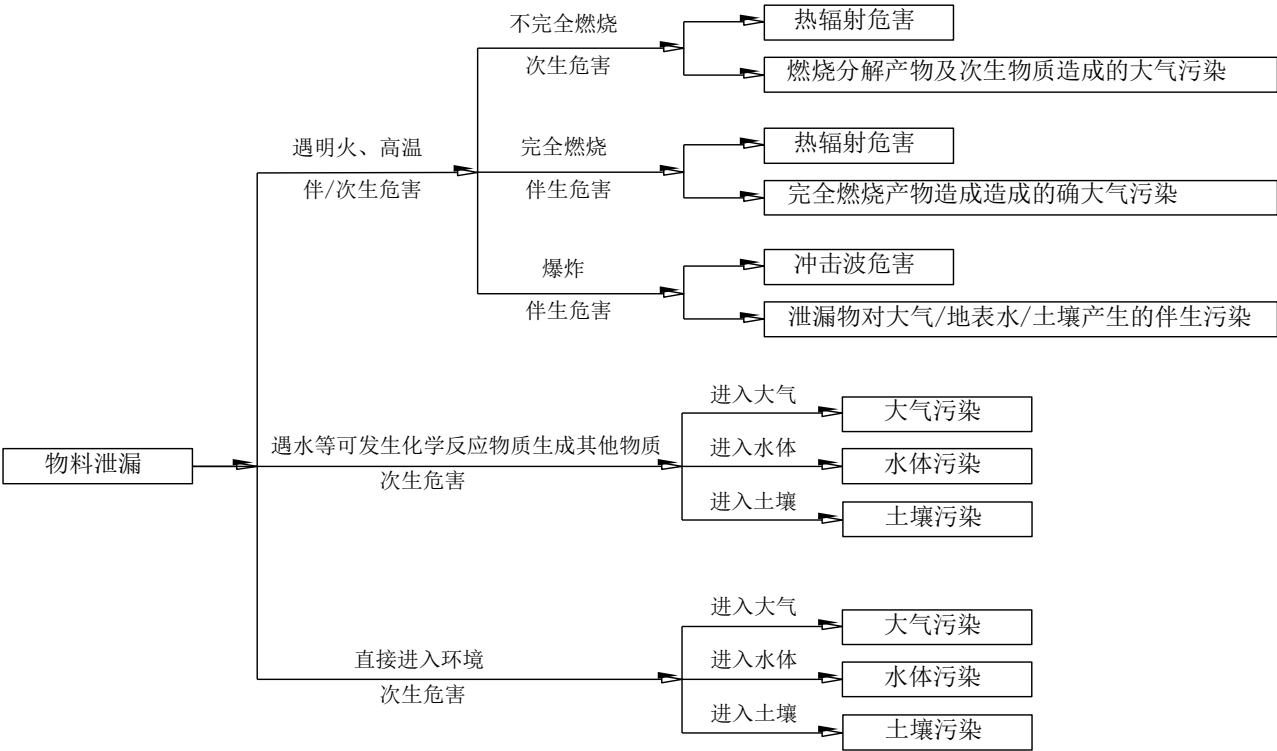 不完全燃烧
次生危害
热辐射危害
燃烧分解产物及次生物质造成的大气污染
遇明火、高温
伴/次生危害
完全燃烧
伴生危害
热辐射危害
完全燃烧产物造成造成的确大气污染
爆炸
伴生危害
冲击波危害
泄漏物对大气/地表水/土壤产生的伴生污染
物料泄漏
遇水等可发生化学反应物质生成其他物质
次生危害
进入大气
大气污染
进入水体
水体污染
进入土壤
土壤污染
直接进入环境
次生危害
进入大气
大气污染
进入水体
水体污染
进入土壤
土壤污染